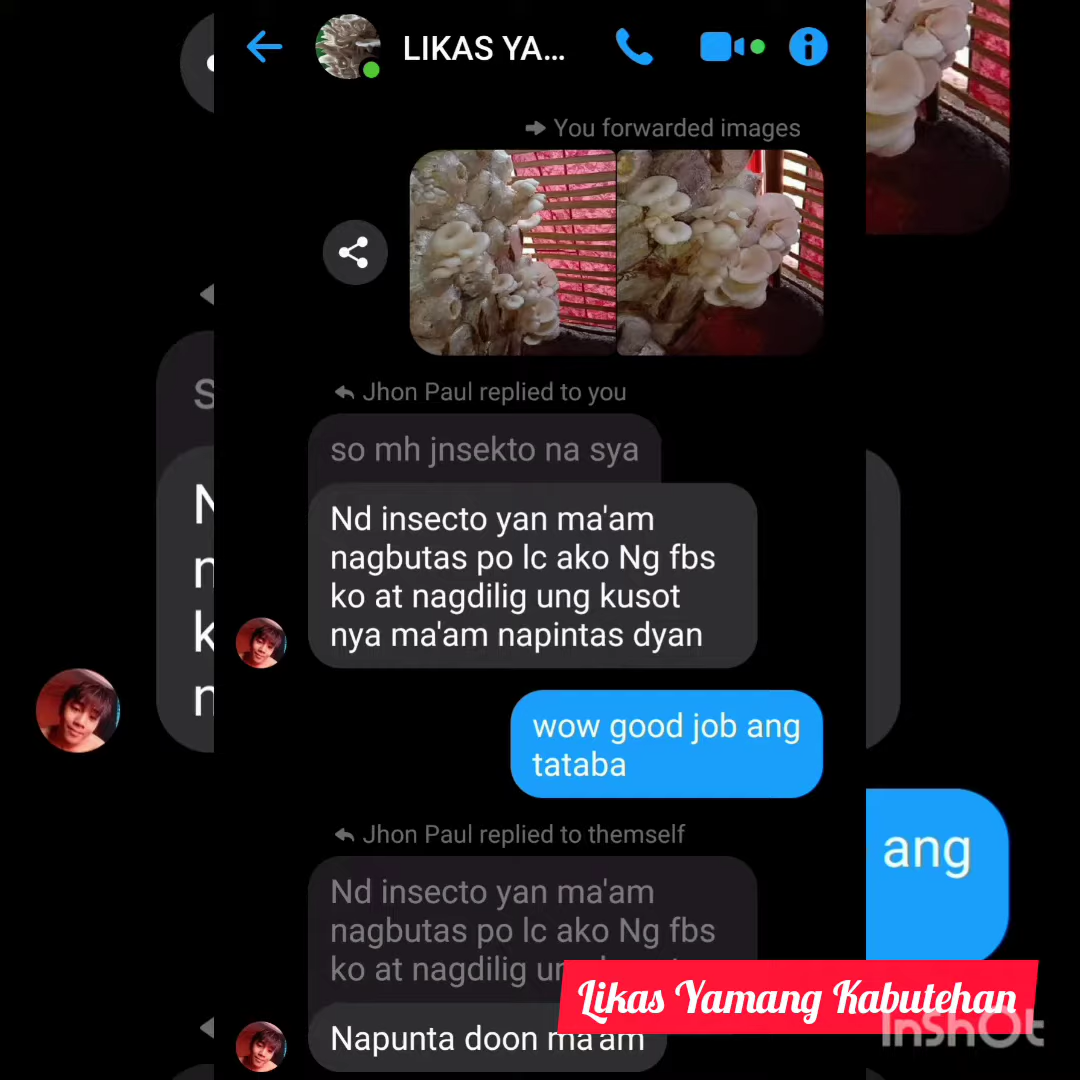 LIKAS YA...
You forwarded images
Jhon Paul replied to you
so mh jnsekto na sya
Nd insecto yan ma'am
nagbutas po lc ako Ng fbs
ko at nagdilig ung kusot
nya ma'am napintas dyan
wow good job ang
tataba
ang
Jhon Paul replied to themself
Nd insecto yan ma'am
nagbutas po lc ako Ng fbs
ko at nagdilig
Likas Yamang Kabutehan
InShOt
Napunta doon ma'am